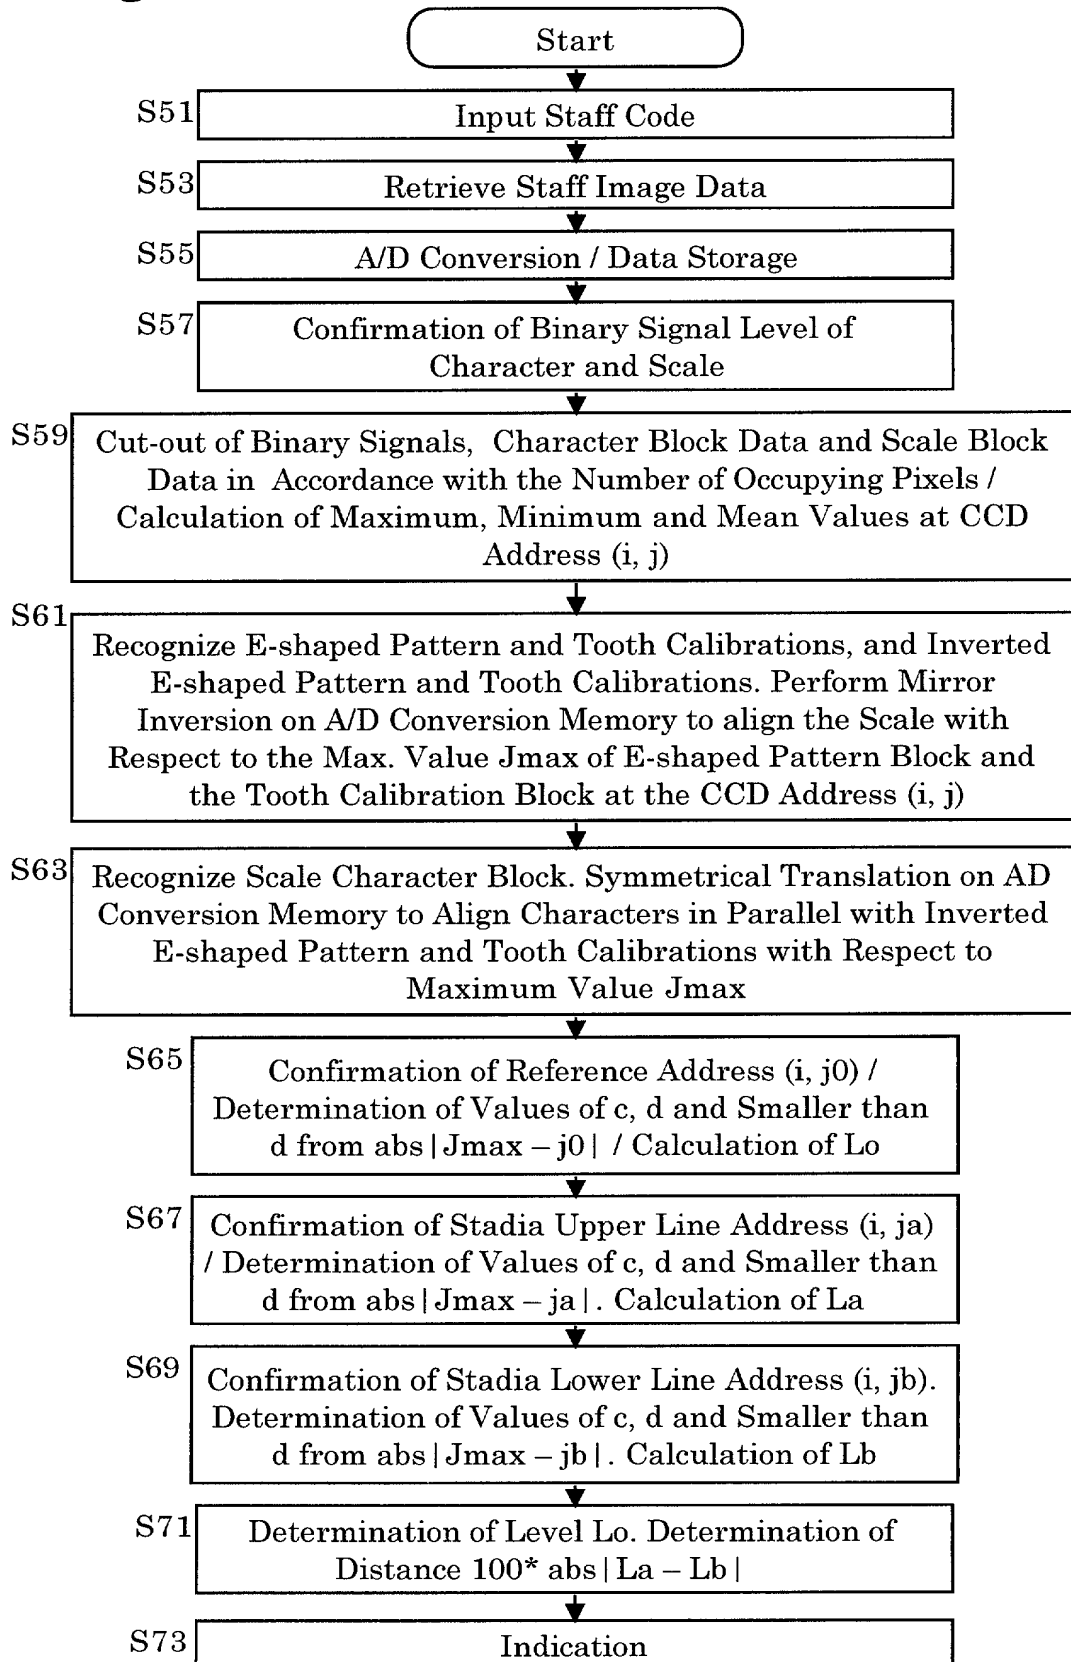 Start
S51
Input Staff Code
S53
Retrieve Staff Image Data
S55
A/D Conversion / Data Storage
S57
Confirmation of Binary Signal Level of
Character and Scale
S59
Cut-out of Binary Signals, Character Block Data and Scale Block
Data in Accordance with the Number of Occupying Pixels /
Calculation of Maximum, Minimum and Mean Values at CCD
Address (i, j)
S61
Recognize E-shaped Pattern and Tooth Calibrations, and Inverted
E-shaped Pattern and Tooth Calibrations. Perform Mirror
Inversion on A/D Conversion Memory to align the Scale with
Respect to the Max. Value Jmax of E-shaped Pattern Block and
the Tooth Calibration Block at the CCD Address (i, j)
S63
Recognize Scale Character Block. Symmetrical Translation on AD
Conversion Memory to Align Characters in Parallel with Inverted
E-shaped Pattern and Tooth Calibrations with Respect to
Maximum Value Jmax
S65
Confirmation of Reference Address (i, j0) /
Determination of Values of c, d and Smaller than
d from abs|Jmax – j0| / Calculation of Lo
S67
Confirmation of Stadia Upper Line Address (i, ja)
/ Determination of Values of c, d and Smaller than
d from abs|Jmax – ja|. Calculation of La
S69
Confirmation of Stadia Lower Line Address (i, jb).
Determination of Values of c, d and Smaller than
d from abs|Jmax – jb|. Calculation of Lb
S71
Determination of Level Lo. Determination of
Distance 100* abs|La – Lb|
S73
Indication